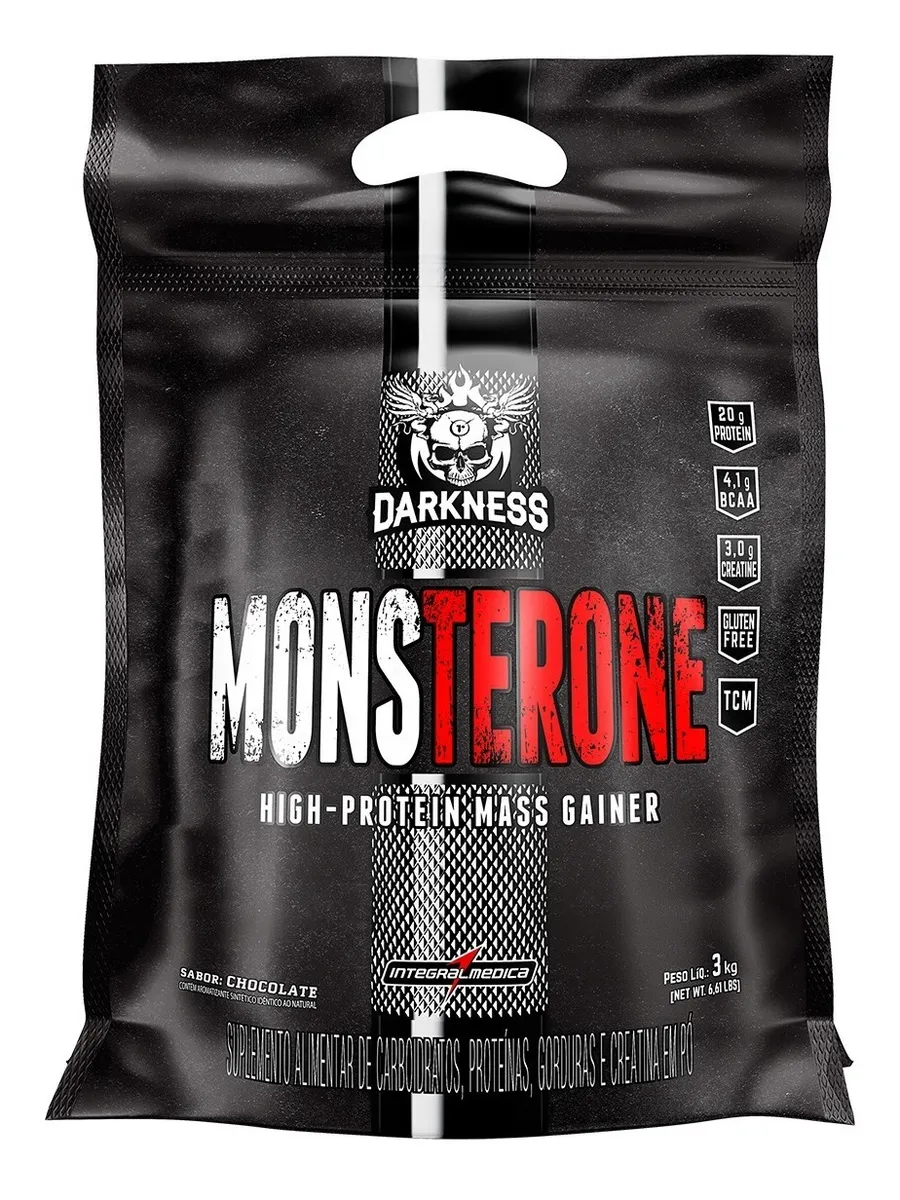 DARKNESS
20 g
PROTEIN
4,1 g
BCAA
3,0 g
CREATINE
GLUTEN
FREE
TCM
MONSTERONE
HIGH-PROTEIN MASS GAINER
INTEGRALMEDICA
SABOR: CHOCOLATE
CONTÉM AROMATIZANTE SINTÉTICO IDÊNTICO AO NATURAL
PESO LÍQ.: 3 kg
[NET WT. 6,61 LBS]
SUPLEMENTO ALIMENTAR DE CARBOIDRATOS, PROTEÍNAS, GORDURAS E CREATINA EM PÓ